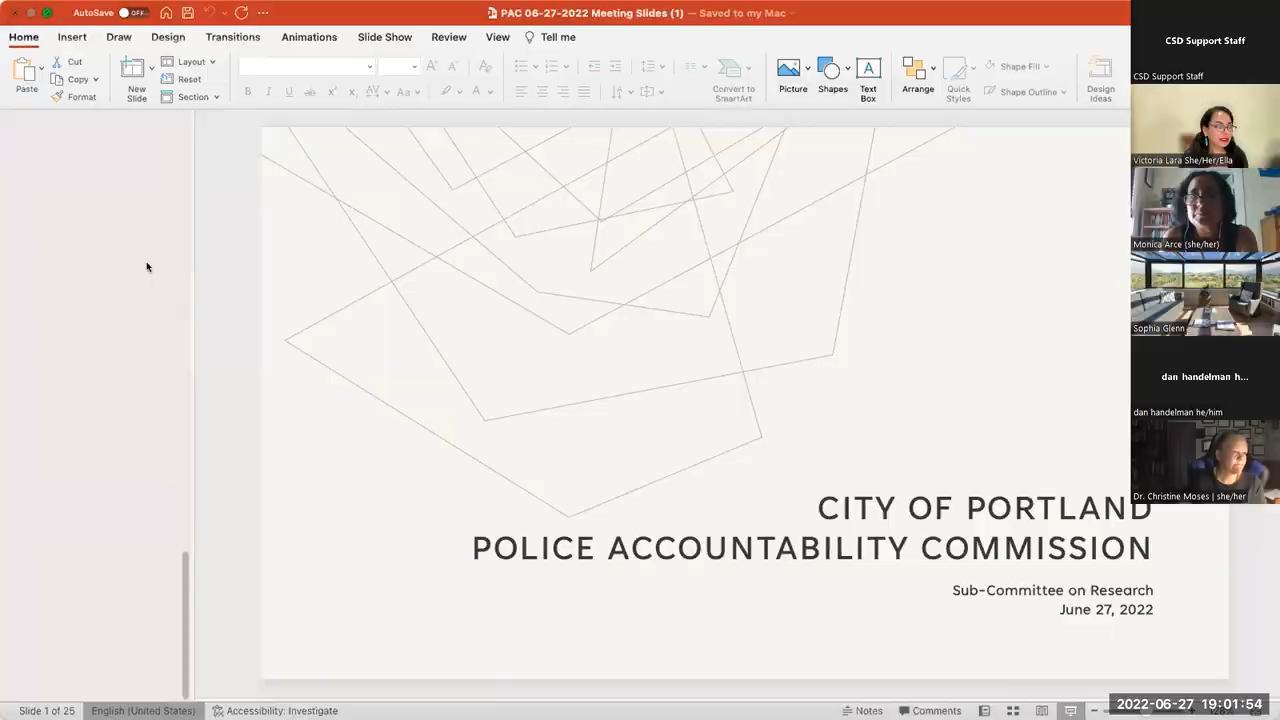 AutoSave OFF
PAC 06-27-2022 Meeting Slides (1) — Saved to my Mac
Home Insert Draw Design Transitions Animations Slide Show Review View Tell me
Paste
Cut
Copy
Format
New
Slide
Layout
Reset
Section
Convert to
SmartArt
Picture
Shapes
Text
Box
Arrange
Quick
Styles
Shape Fill
Shape Outline
Design
Ideas
CSD Support Staff
CSD Support Staff
Victoria Lara She/Her/Ella
Monica Arce (she/her)
Sophia Glenn
dan handelman h...
dan handelman he/him
Dr. Christine Moses | she/her
CITY OF PORTLAND
POLICE ACCOUNTABILITY COMMISSION
Sub-Committee on Research
June 27, 2022
Slide 1 of 25 English (United States) Accessibility: Investigate
Notes Comments
2022-06-27 19:01:54